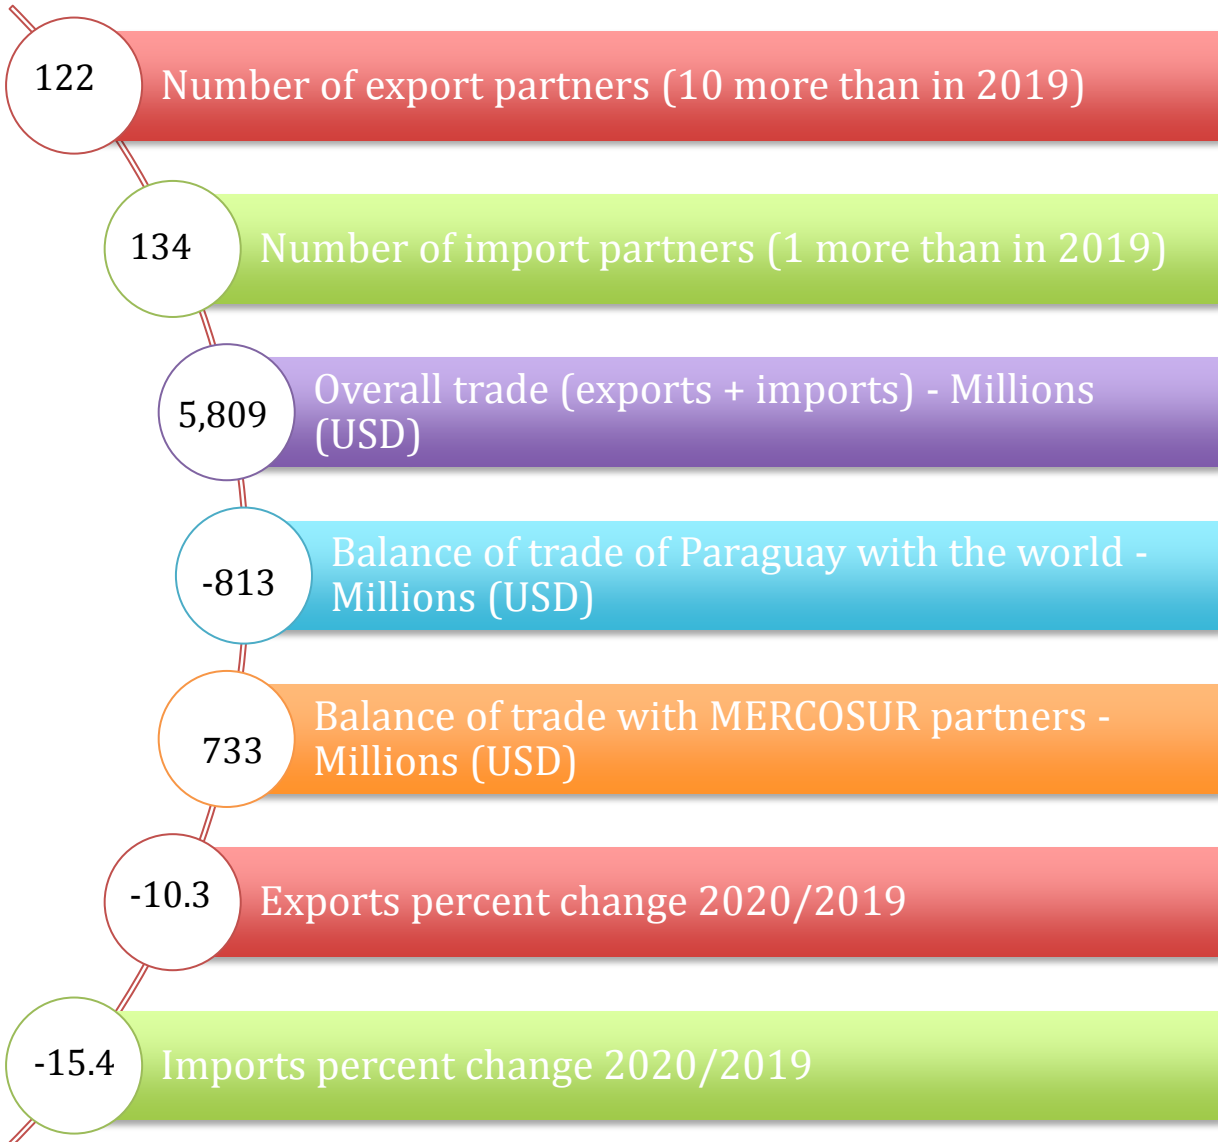 122
Number of export partners (10 more than in 2019)
134
Number of import partners (1 more than in 2019)
5,809
Overall trade (exports + imports) - Millions
(USD)
-813
Balance of trade of Paraguay with the world -
Millions (USD)
733
Balance of trade with MERCOSUR partners -
Millions (USD)
-10.3
Exports percent change 2020/2019
-15.4
Imports percent change 2020/2019